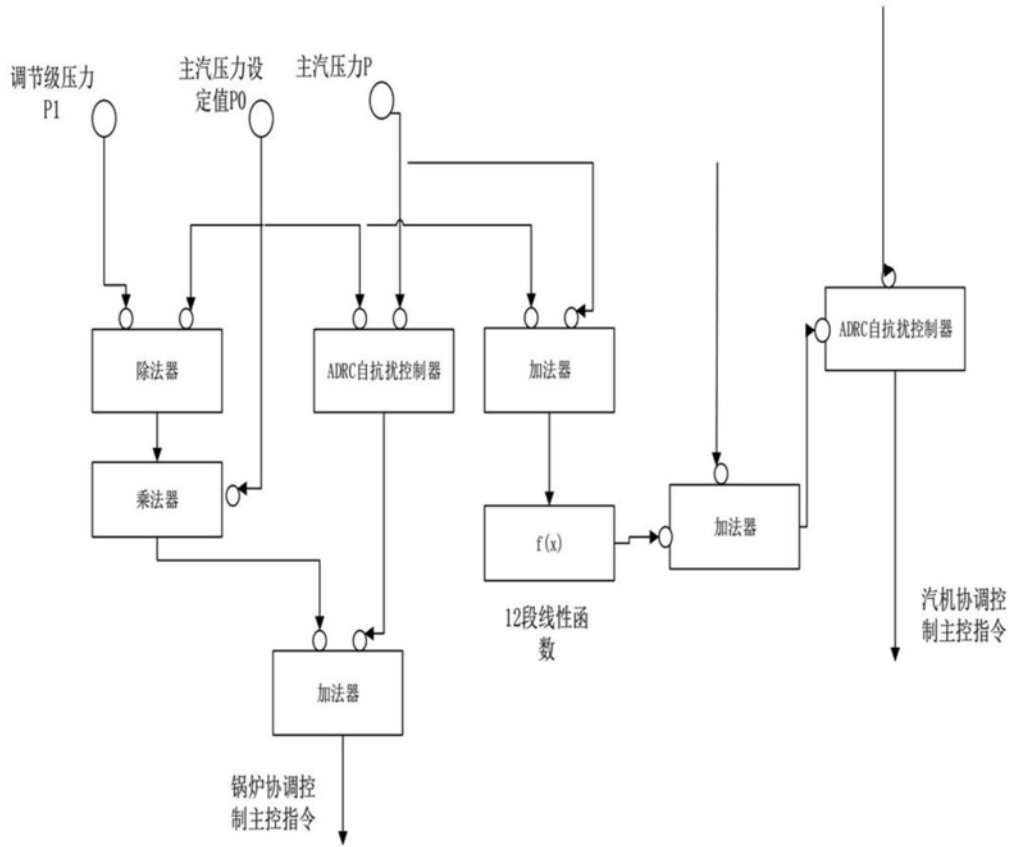 调节级压力
P1
主汽压力设
定值P0
主汽压力P
除法器
ADRC自抗扰控制器
加法器
ADRC自抗扰控制器
乘法器
f(x)
加法器
12段线性函
数
汽机协调控
制主控指令
加法器
锅炉协调控
制主控指令